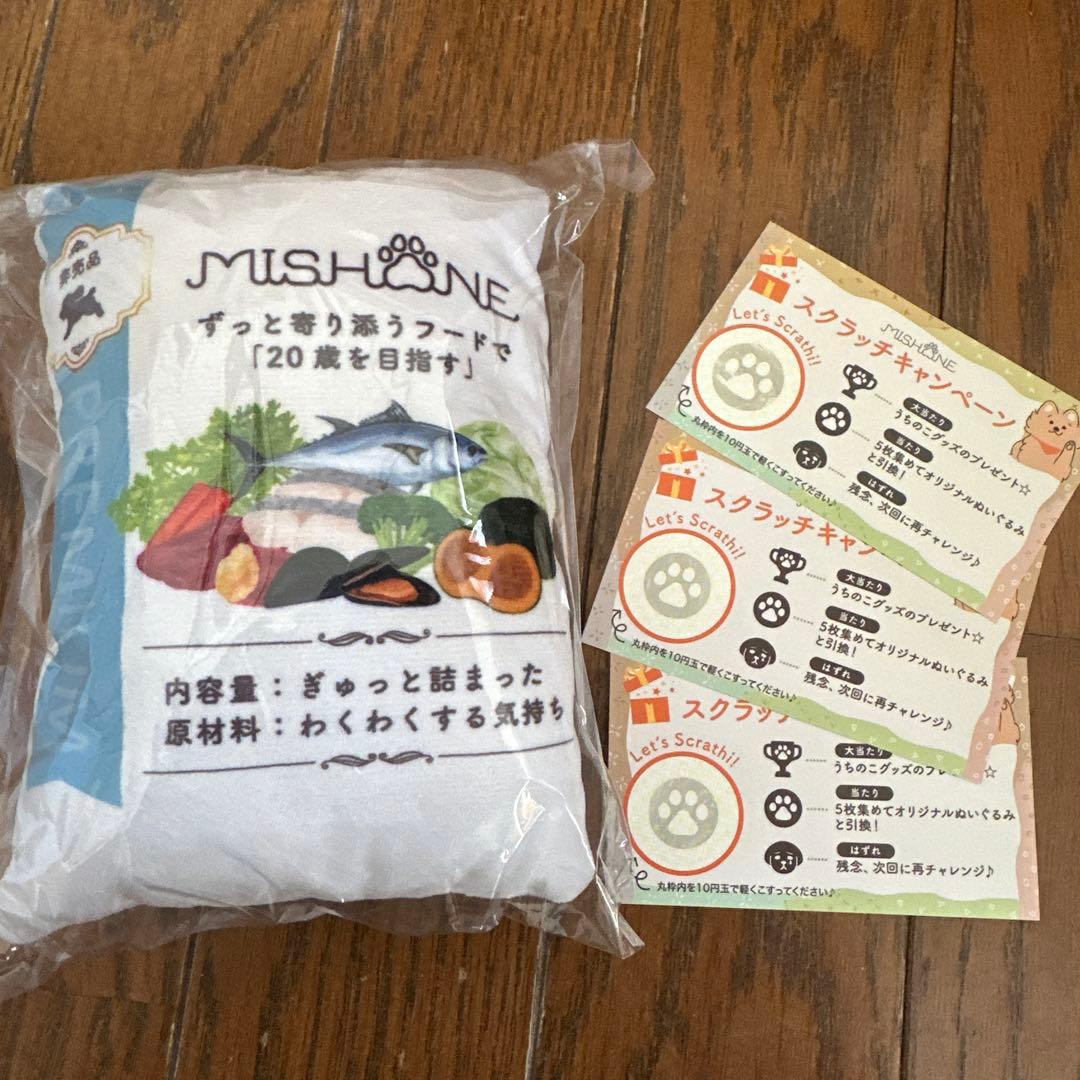 非売品
MISHONE
ずっと寄り添うフードで
「20歳を目指す」
内容量：ぎゅっと詰まった
原材料：わくわくする気持ち
MISHONE
スクラッチキャンペーン
Let's Scrathi!
大当たり
うちのこグッズのプレゼント☆
当たり
5枚集めてオリジナルぬいぐるみ
と引換！
はずれ
残念、次回に再チャレンジ♪
丸枠内を10円玉で軽くこすってください♪
スクラッチキャン
Let's Scrathi!
大当たり
うちのこグッズのプレゼント☆
当たり
5枚集めてオリジナルぬいぐるみ
と引換！
はずれ
残念、次回に再チャレンジ♪
丸枠内を10円玉で軽くこすってください♪
スクラッチ
Let's Scrathi!
大当たり
うちのこグッズのプレ ト☆
当たり
5枚集めてオリジナルぬいぐるみ
と引換！
はずれ
残念、次回に再チャレンジ♪
丸枠内を10円玉で軽くこすってください♪